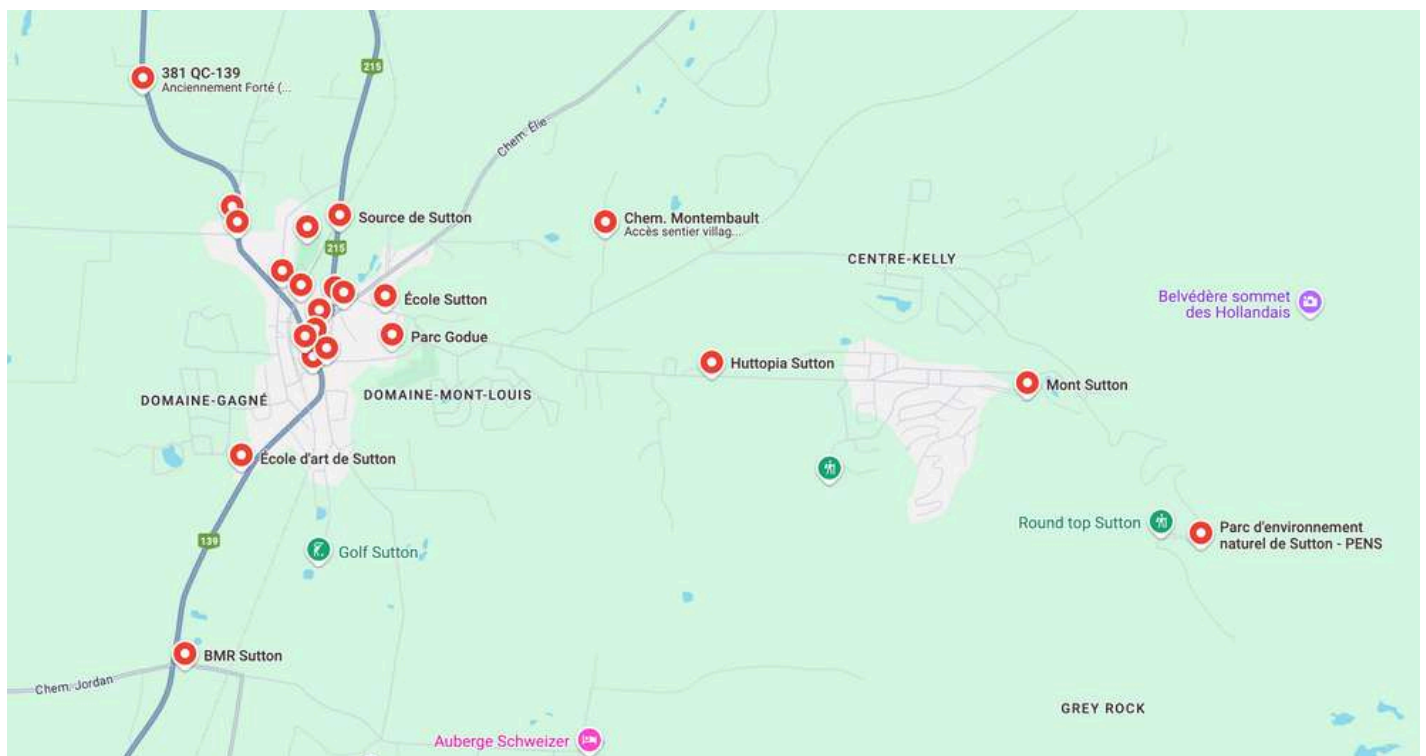 215
381 QC-139
Anciennement Forté (...
Chem. Élie
Source de Sutton
Chem. Montembault
Accès sentier villag...
215
CENTRE-KELLY
École Sutton
Belvédère sommet
des Hollandais
Parc Godue
Huttopia Sutton
Mont Sutton
DOMAINE-GAGNÉ
DOMAINE-MONT-LOUIS
École d'art de Sutton
Round top Sutton
Parc d'environnement
naturel de Sutton - PENS
139
Golf Sutton
BMR Sutton
Chem. Jordan
GREY ROCK
Auberge Schweizer